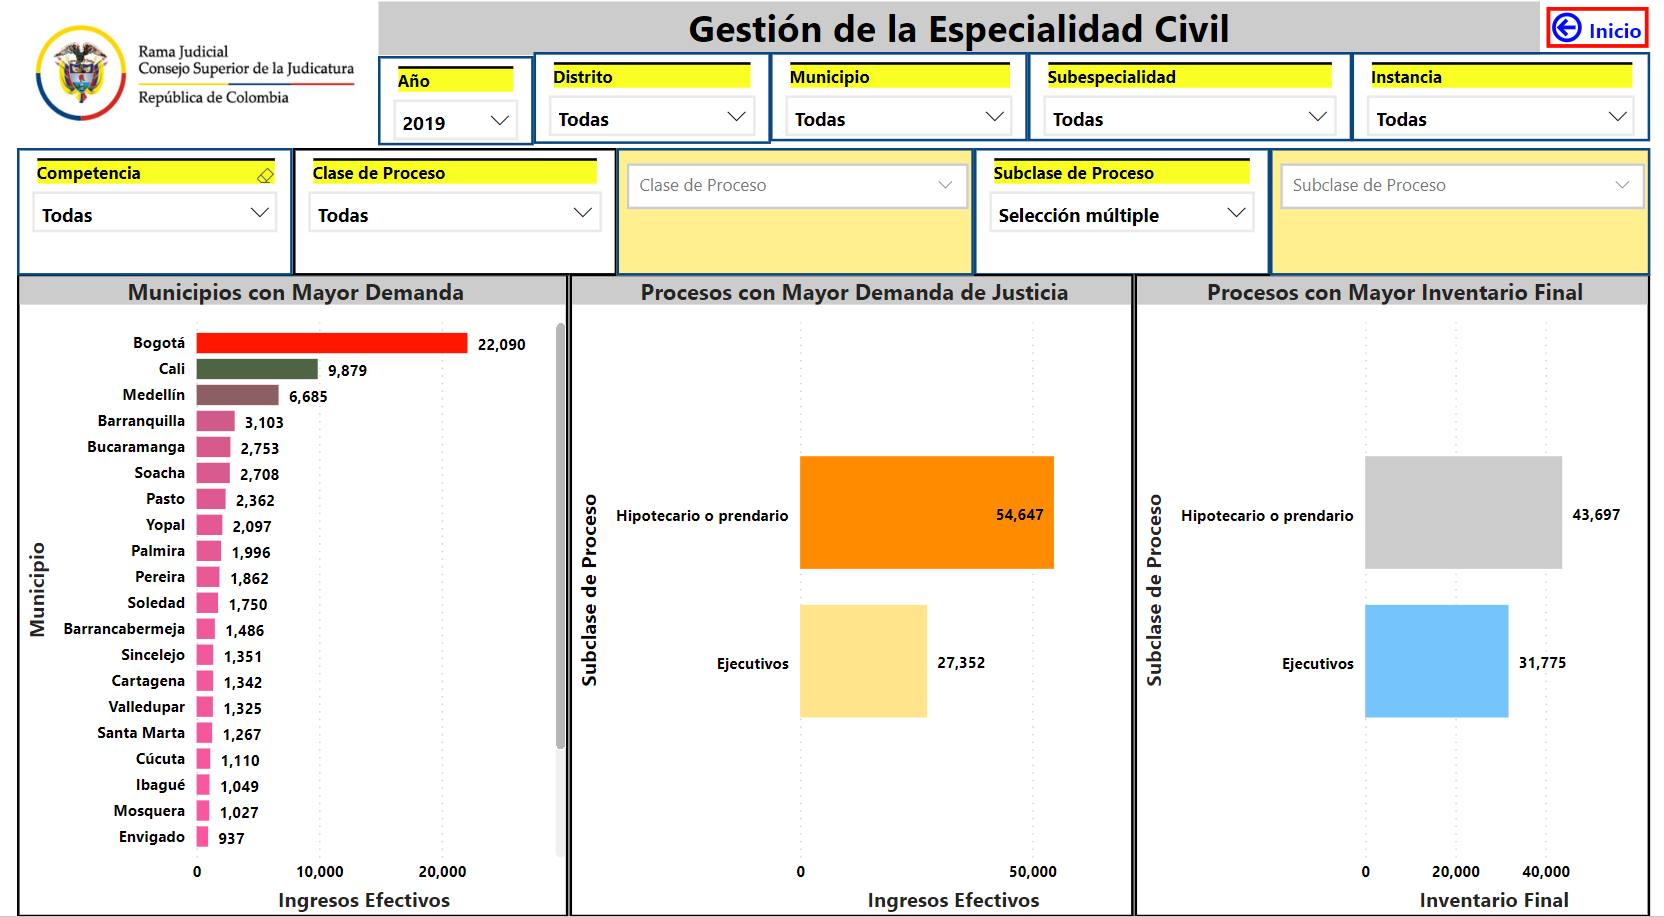 Gestión de la Especialidad Civil
Inicio
Rama Judicial
Consejo Superior de la Judicatura
República de Colombia
Año
2019
Distrito
Todas
Municipio
Todas
Subespecialidad
Todas
Instancia
Todas
Competencia
Todas
Clase de Proceso
Todas
Clase de Proceso
Subclase de Proceso
Selección múltiple
Subclase de Proceso
Municipios con Mayor Demanda
Municipio
Bogotá 22,090
Cali 9,879
Medellín 6,685
Barranquilla 3,103
Bucaramanga 2,753
Soacha 2,708
Pasto 2,362
Yopal 2,097
Palmira 1,996
Pereira 1,862
Soledad 1,750
Barrancabermeja 1,486
Sincelejo 1,351
Cartagena 1,342
Valledupar 1,325
Santa Marta 1,267
Cúcuta 1,110
Ibagué 1,049
Mosquera 1,027
Envigado 937
0 10,000 20,000
Ingresos Efectivos
Procesos con Mayor Demanda de Justicia
Subclase de Proceso
Hipotecario o prendario 54,647
Ejecutivos 27,352
0 50,000
Ingresos Efectivos
Procesos con Mayor Inventario Final
Subclase de Proceso
Hipotecario o prendario 43,697
Ejecutivos 31,775
0 20,000 40,000
Inventario Final